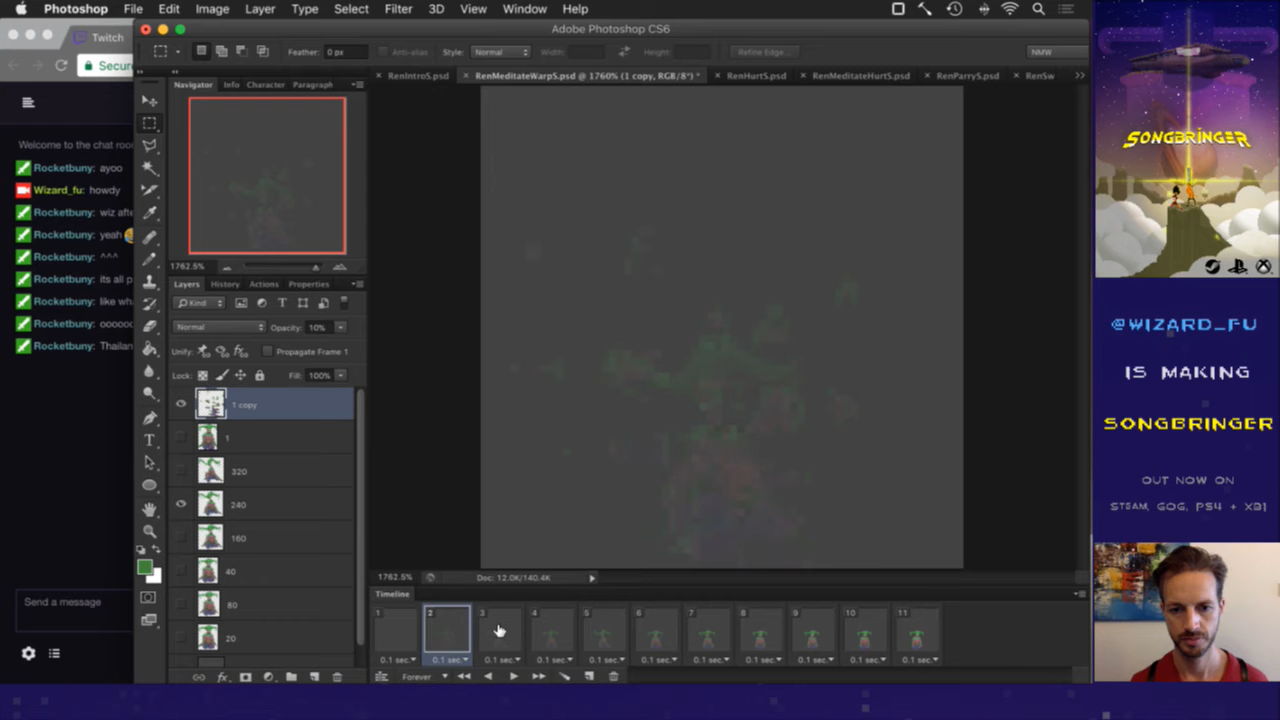 Photoshop File Edit Image Layer Type Select Filter 3D View Window Help
Twitch
Secure
Adobe Photoshop CS6
Feather: 0 px Anti-alias Style: Normal Width: Height: Refine Edge... NMW
RenIntroS.psd RenMeditateWarpS.psd @ 1760% (1 copy, RGB/8*) * RenHurtS.psd RenMeditateHurtS.psd RenParryS.psd RenSw
Navigator Info Character Paragraph
1762.5%
Layers History Actions Properties
Kind
Normal Opacity: 10%
Unify: Propagate Frame 1
Lock: Fill: 100%
1 copy
1
320
240
160
40
80
20
Welcome to the chat roo
Rocketbuny: ayoo
Wizard_fu: howdy
Rocketbuny: wiz afte
Rocketbuny: yeah
Rocketbuny: ^^^
Rocketbuny: its all p
Rocketbuny: like wha
Rocketbuny: oooooo
Rocketbuny: Thailan
Send a message
1762.5% Doc: 12.0K/140.4K
Timeline
1 2 3 4 5 6 7 8 9 10 11
0.1 sec. 0.1 sec. 0.1 sec. 0.1 sec. 0.1 sec. 0.1 sec. 0.1 sec. 0.1 sec. 0.1 sec. 0.1 sec. 0.1 sec.
Forever
SONGBRINGER
@WIZARD_FU
IS MAKING
SONGBRINGER
OUT NOW ON
STEAM, GOG, PS4 + XB1